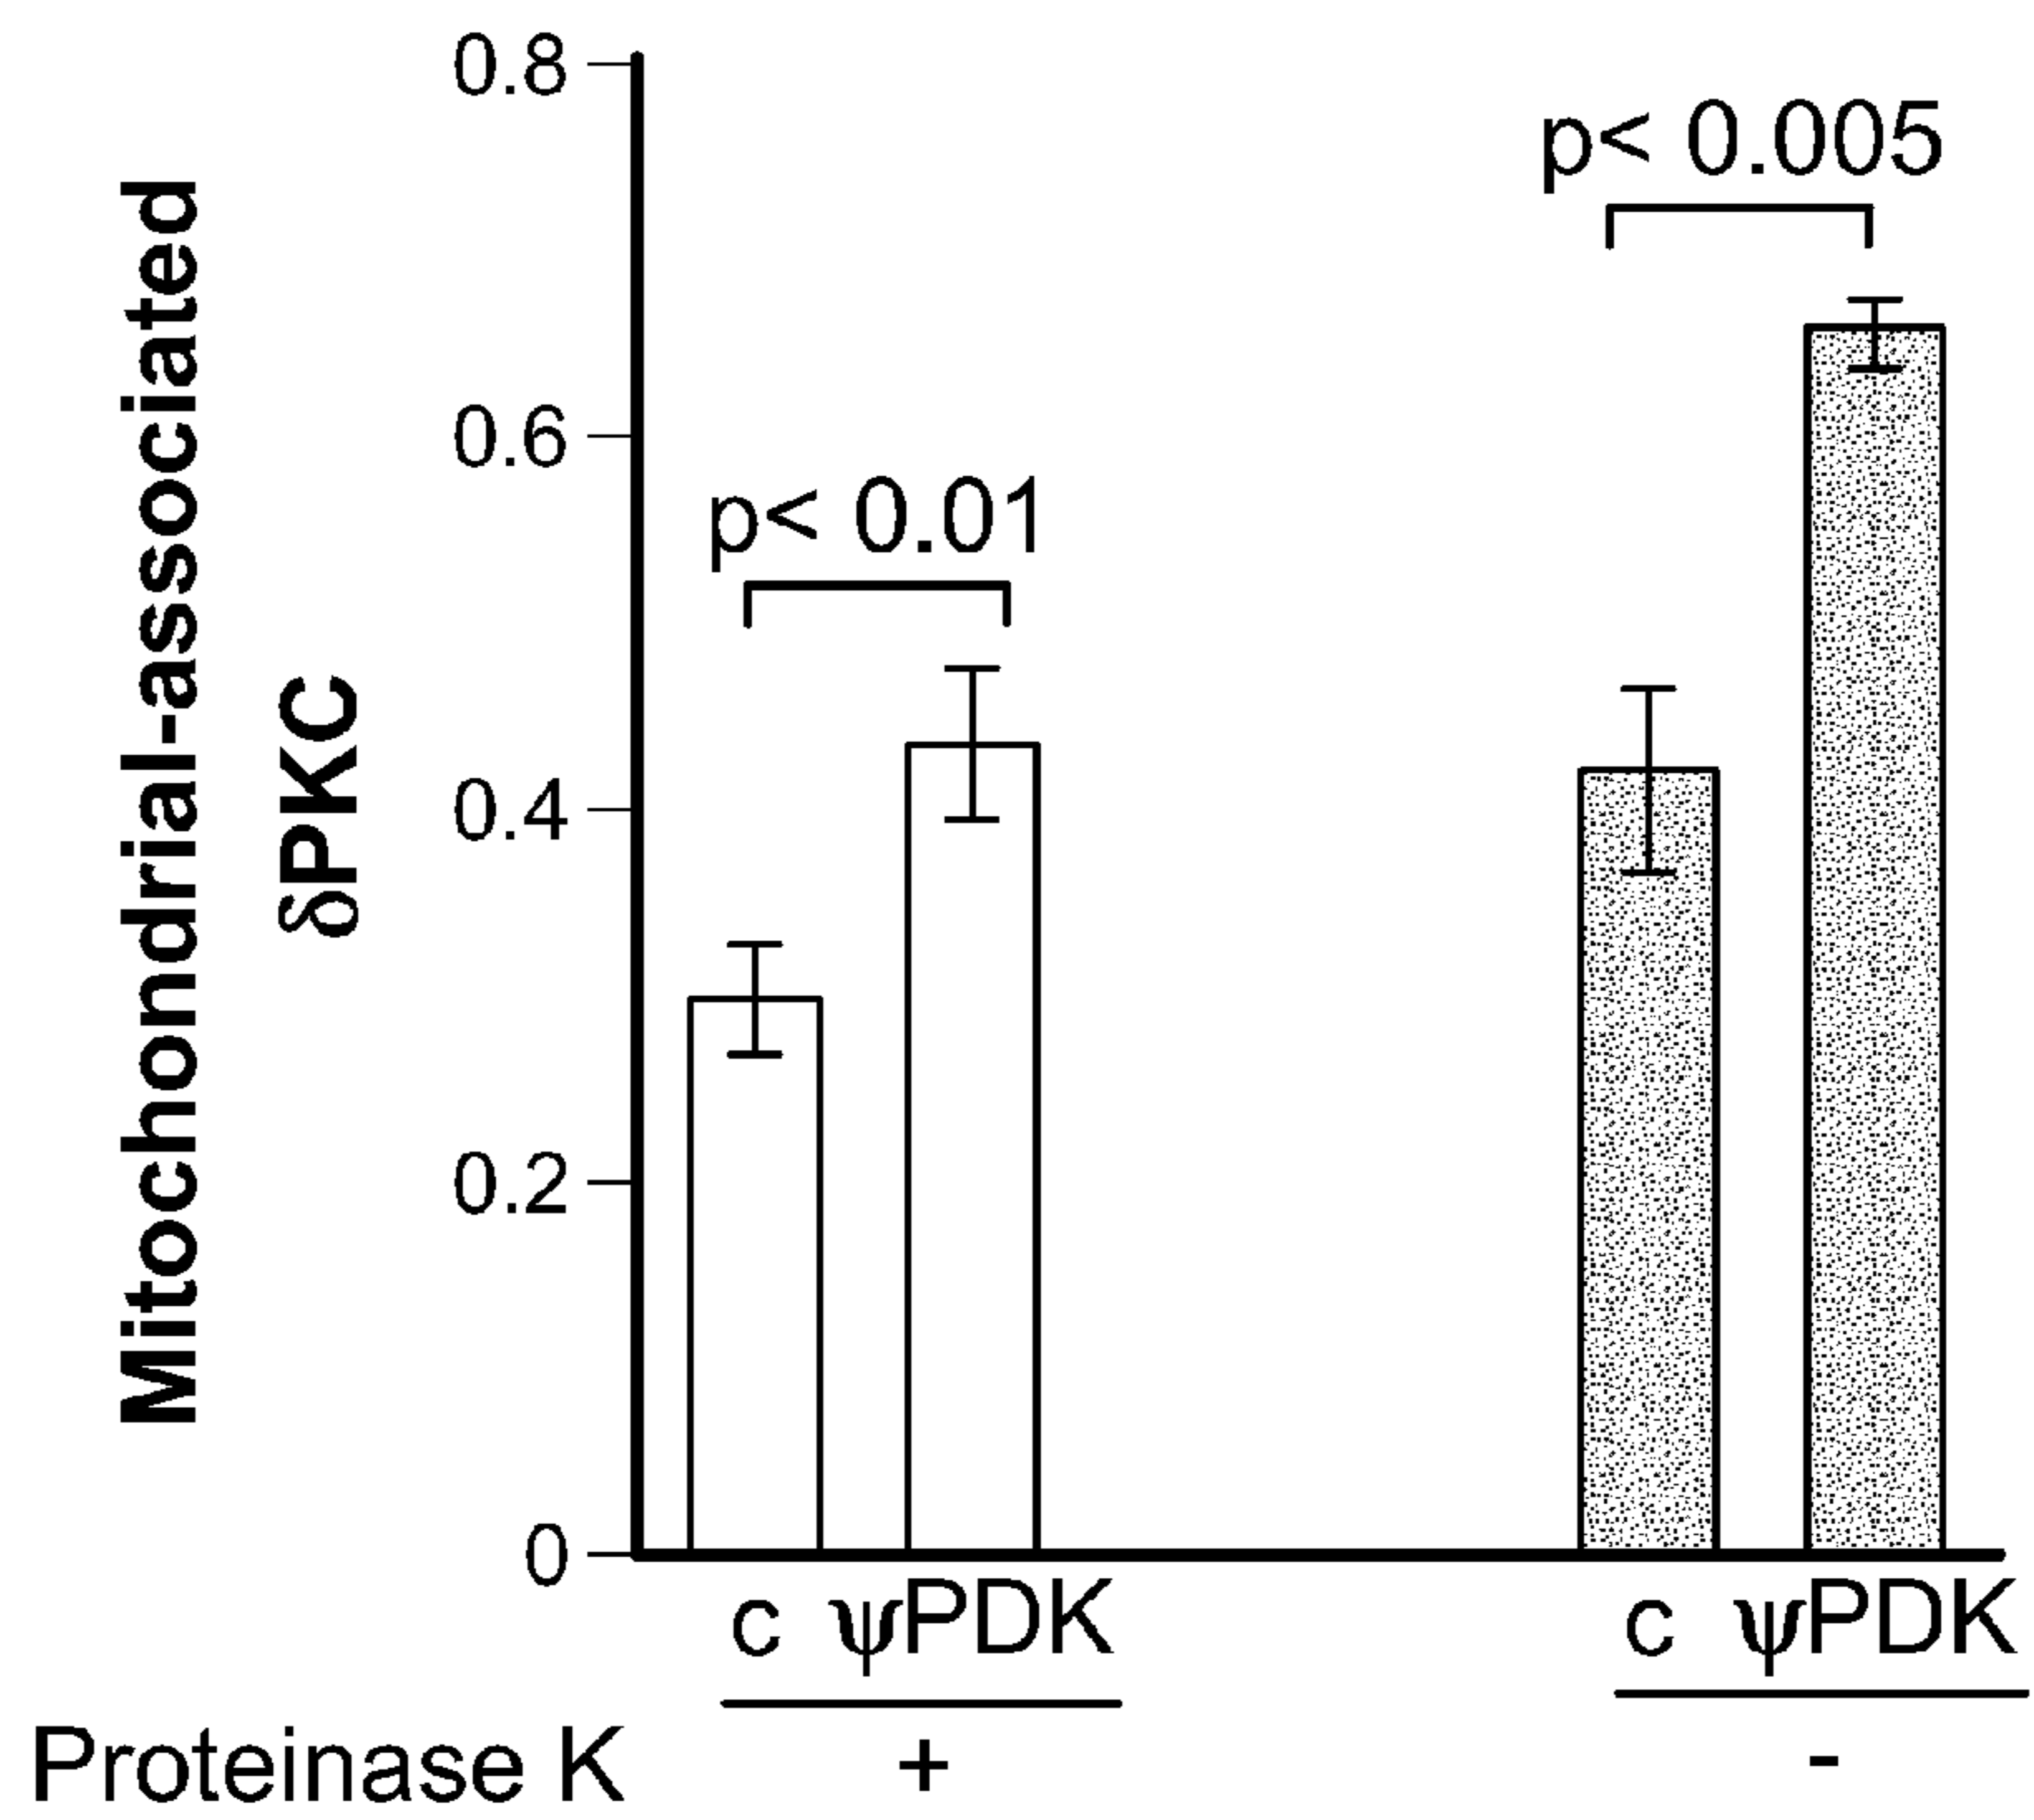 Mitochondrial-associated
δPKC
0.8
0.6
0.4
0.2
0
p< 0.01
p< 0.005
c ψPDK
c ψPDK
Proteinase K + -